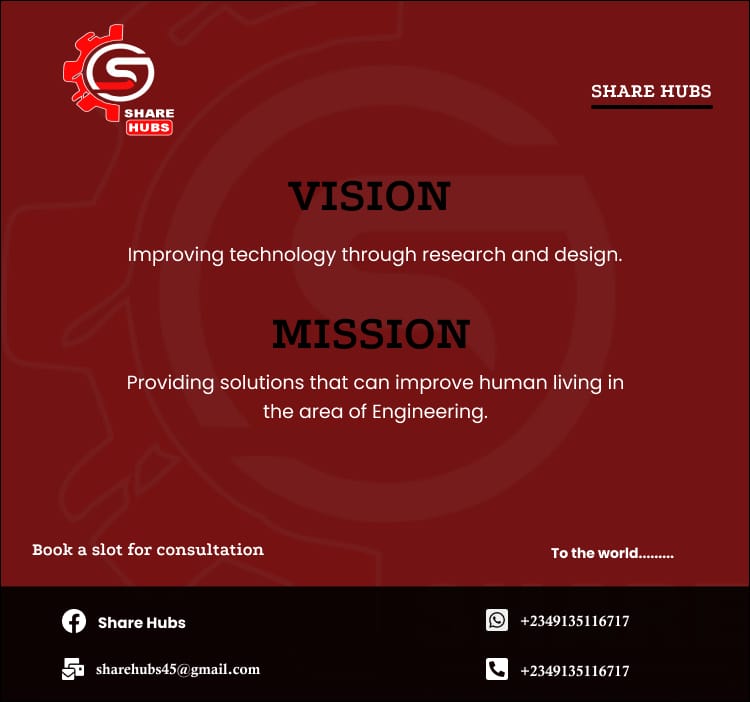 SHARE
HUBS
SHARE HUBS
VISION
Improving technology through research and design.
MISSION
Providing solutions that can improve human living in
the area of Engineering.
Book a slot for consultation
To the world.........
Share Hubs
+2349135116717
sharehubs45@gmail.com
+2349135116717